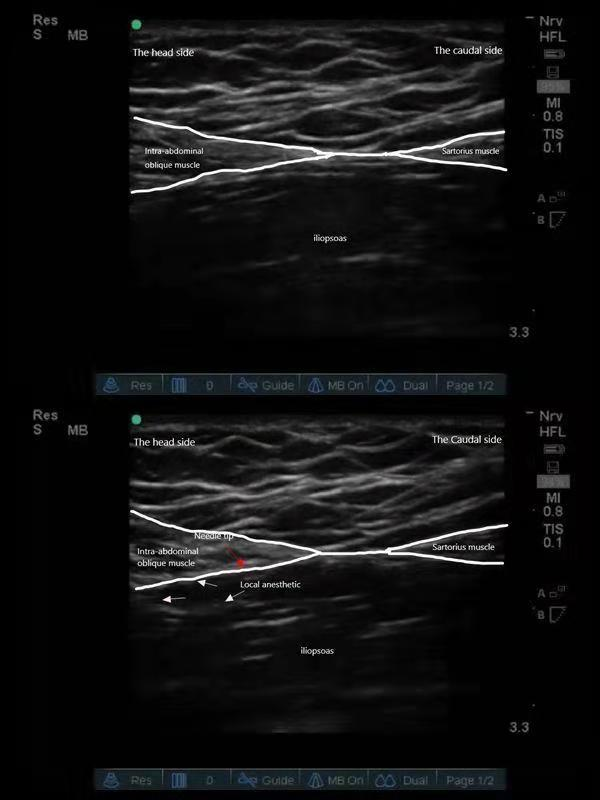 Res
S MB
Nrv
HFL
The head side
The caudal side
MI
0.8
TIS
0.1
Intra-abdominal
oblique muscle
Sartorius muscle
A
B
iliopsoas
3.3
Res 0 Guide MB On Dual Page 1/2
Res
S MB
Nrv
HFL
The head side
The Caudal side
MI
0.8
TIS
0.1
Needle tip
Intra-abdominal
oblique muscle
Sartorius muscle
Local anesthetic
A
B
iliopsoas
3.3
Res 0 Guide MB On Dual Page 1/2